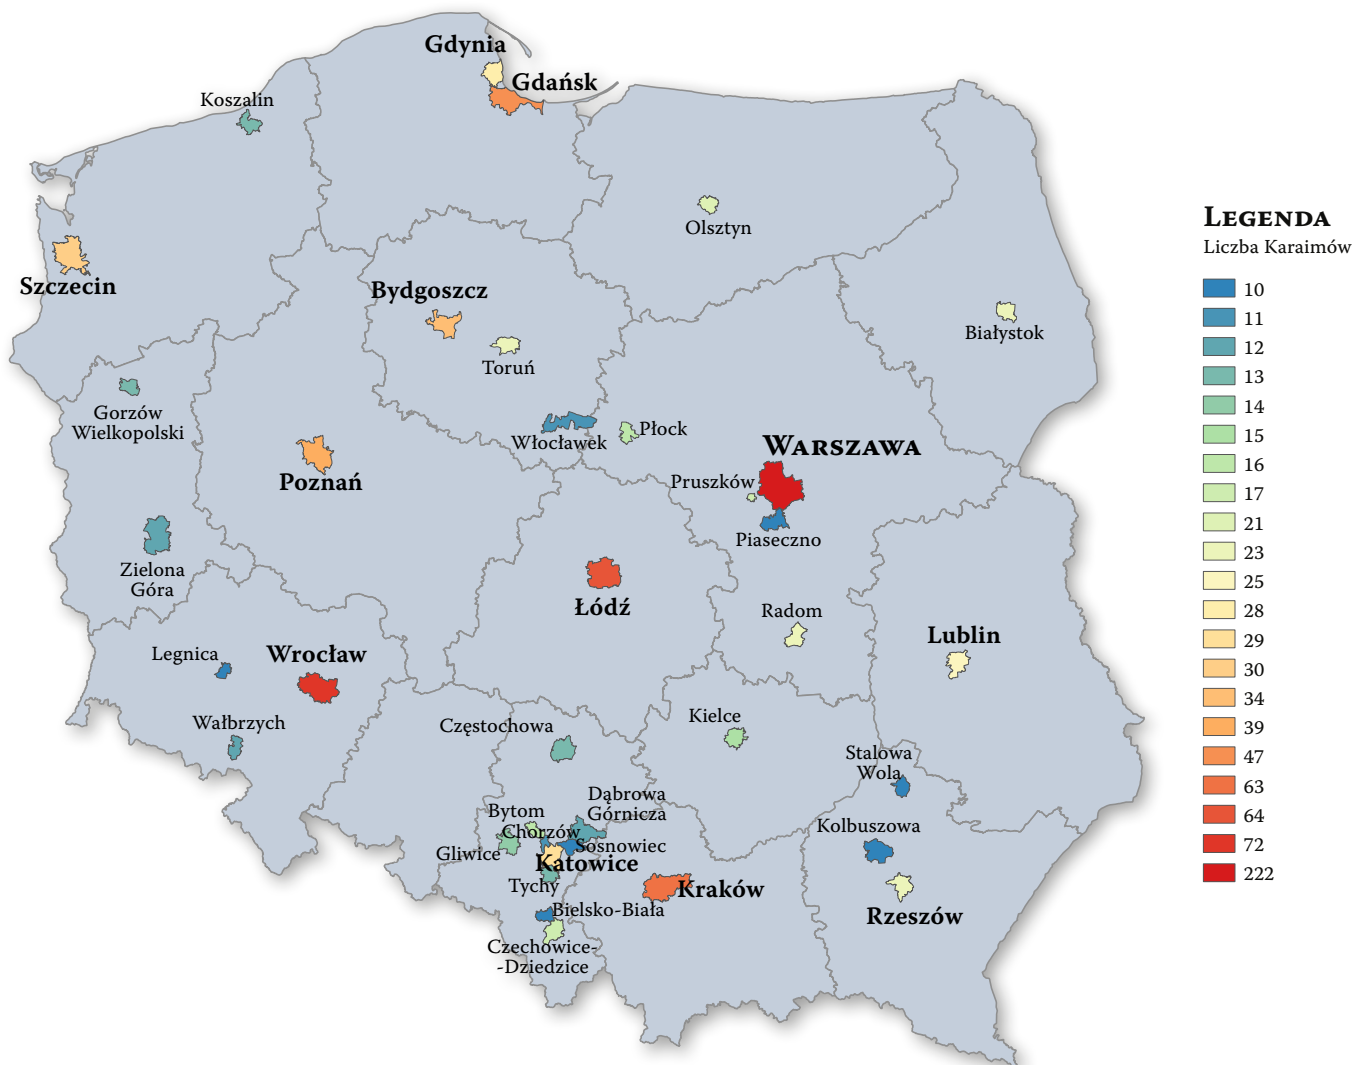 Gdynia
Gdańsk
Koszalin
Olsztyn
Szczecin
Bydgoszcz
Toruń
Białystok
Gorzów
Wielkopolski
Włocławek
Płock
WARSZAWA
Poznań
Pruszków
Piaseczno
Zielona
Góra
Łódź
Radom
Lublin
Legnica
Wrocław
Wałbrzych
Częstochowa
Kielce
Stalowa
Wola
Dąbrowa
Górnicza
Bytom
Chorzów
Sosnowiec
Gliwice
Katowice
Kolbuszowa
Tychy
Kraków
Bielsko-Biała
Rzeszów
Czechowice-
-Dziedzice
LEGENDA
Liczba Karaimów
10
11
12
13
14
15
16
17
21
23
25
28
29
30
34
39
47
63
64
72
222